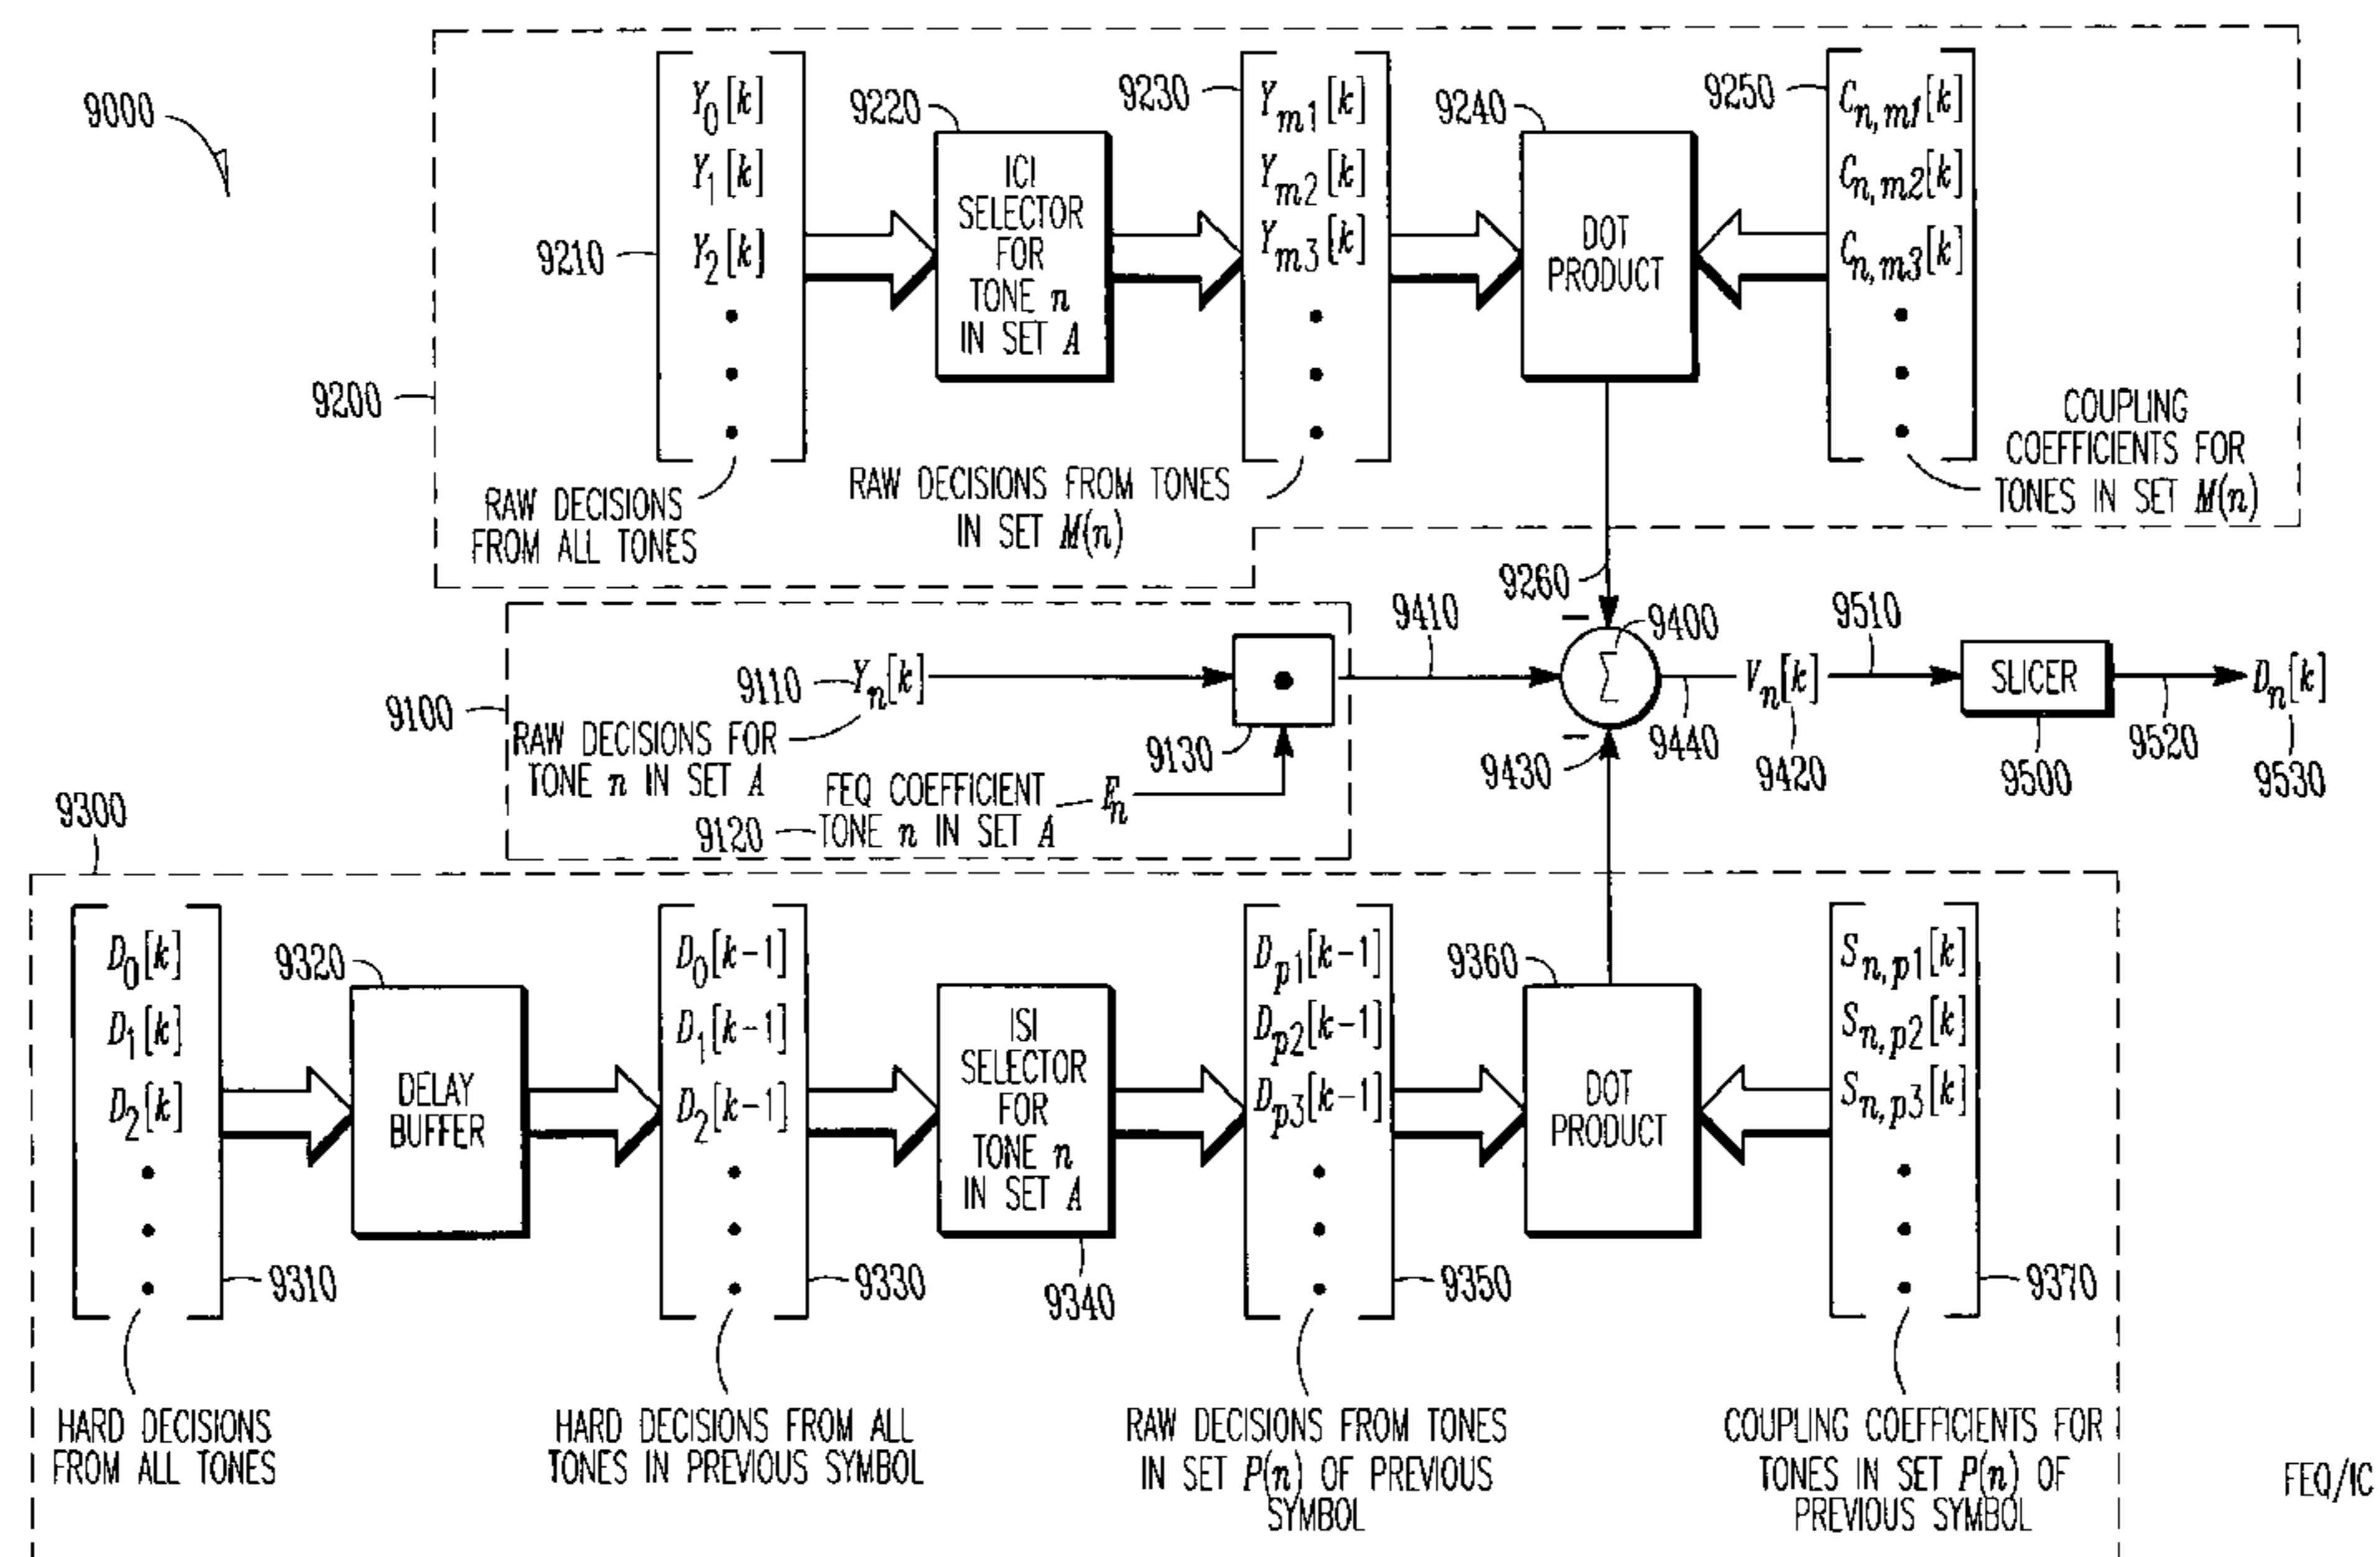 9000
9210
Y0[k]
Y1[k]
Y2[k]
RAW DECISIONS
FROM ALL TONES
9220
ICI
SELECTOR
FOR
TONE n
IN SET A
9230
Ym1[k]
Ym2[k]
Ym3[k]
RAW DECISIONS FROM TONES
IN SET M(n)
9240
DOT
PRODUCT
9250
Cn,m1[k]
Cn,m2[k]
Cn,m3[k]
COUPLING
COEFFICIENTS FOR
TONES IN SET M(n)
9200
9260
9100
9110
Yn[k]
RAW DECISIONS FOR
TONE n IN SET A
9130
FEQ COEFFICIENT
9120
TONE n IN SET A
Fn
9410
−
Σ
9400
−
9430
9440
Vn[k]
9420
9510
SLICER
9500
9520
Dn[k]
9530
9300
D0[k]
D1[k]
D2[k]
9310
HARD DECISIONS
FROM ALL TONES
9320
DELAY
BUFFER
D0[k−1]
D1[k−1]
D2[k−1]
9330
HARD DECISIONS FROM ALL
TONES IN PREVIOUS SYMBOL
ISI
SELECTOR
FOR
TONE n
IN SET A
9340
Dp1[k−1]
Dp2[k−1]
Dp3[k−1]
9350
RAW DECISIONS FROM TONES
IN SET P(n) OF PREVIOUS
SYMBOL
9360
DOT
PRODUCT
Sn,p1[k]
Sn,p2[k]
Sn,p3[k]
9370
COUPLING COEFFICIENTS FOR
TONES IN SET P(n) OF
PREVIOUS SYMBOL
FEQ/IC